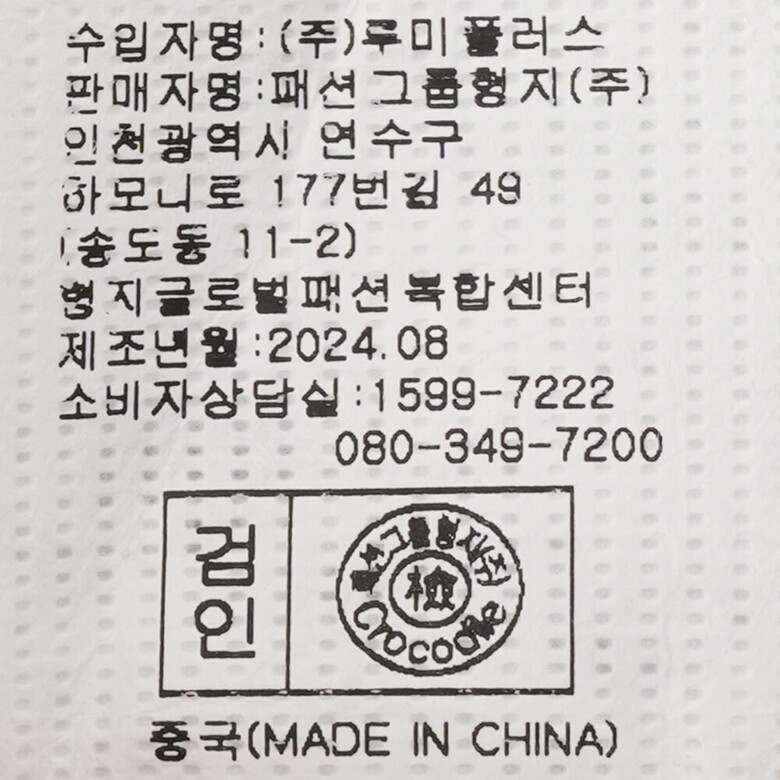 수입자명:(주)루미플러스
판매자명:패션그룹형지(주)
인천광역시 연수구
하모니로 177번길 49
(송도동 11-2)
형지글로벌패션복합센터
제조년월:2024.08
소비자상담실:1599-7222
080-349-7200
검인
패션그룹형지(주)
檢
Crocodile
중국(MADE IN CHINA)